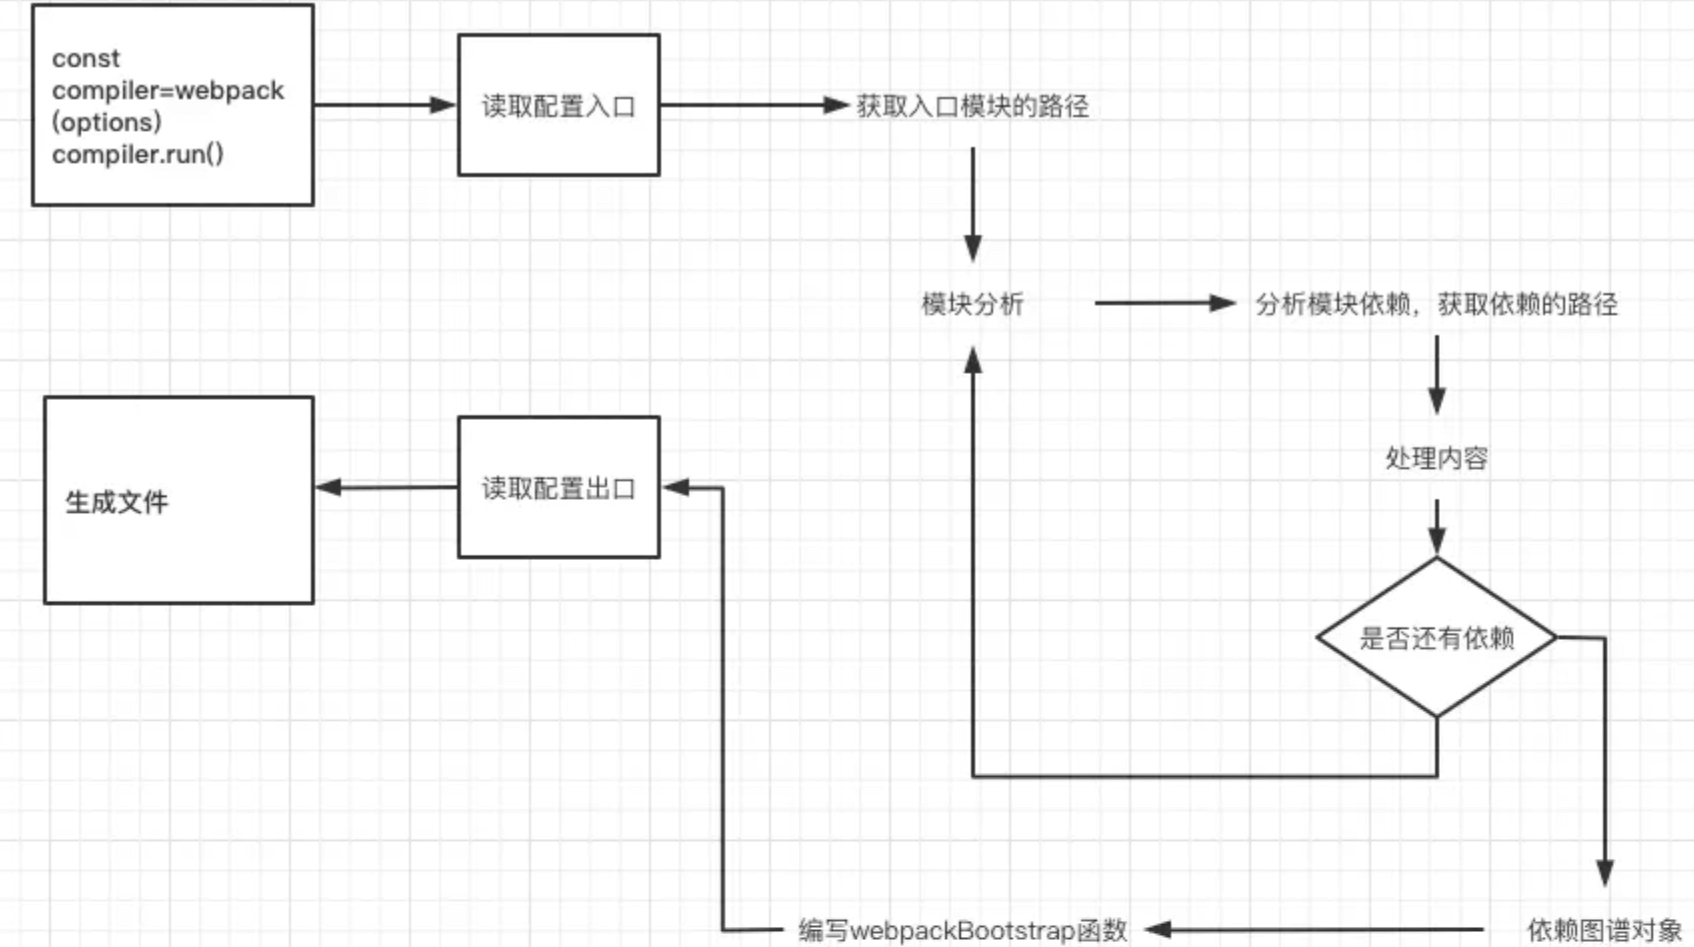 const
compiler=webpack
(options)
compiler.run()
读取配置入口
获取入口模块的路径
模块分析
分析模块依赖，获取依赖的路径
处理内容
是否还有依赖
依赖图谱对象
编写webpackBootstrap函数
读取配置出口
生成文件